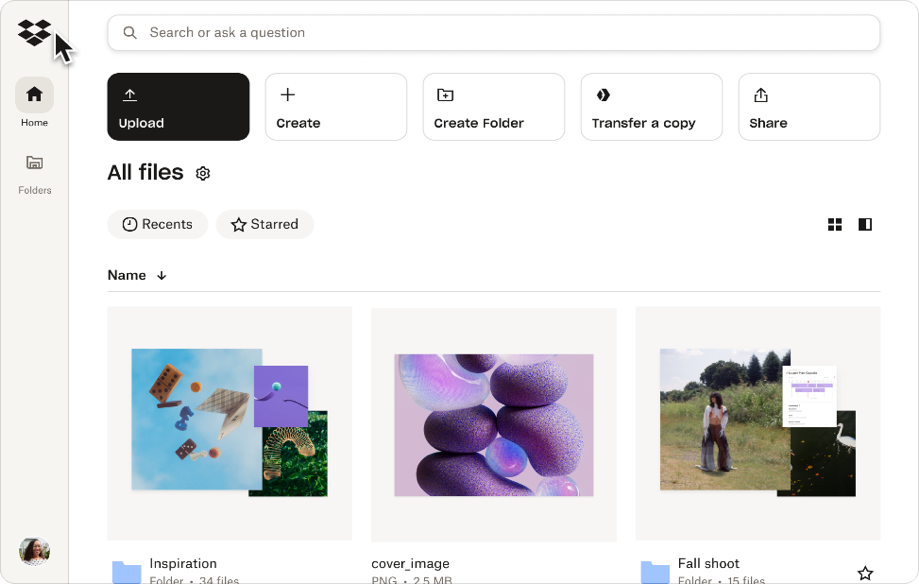 Search or ask a question
Upload
Create
Create Folder
Transfer a copy
Share
Home
Folders
All files
Recents
Starred
Name
Inspiration
Folder • 34 files
cover_image
PNG • 2.5 MB
Fall shoot
Folder • 15 files